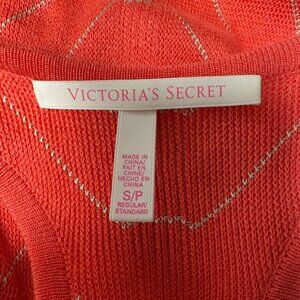 VICTORIA'S SECRET
MADE IN
CHINA/
FAIT EN
CHINE/
HECHO EN
CHINA
S/P
REGULAR/
STANDARD